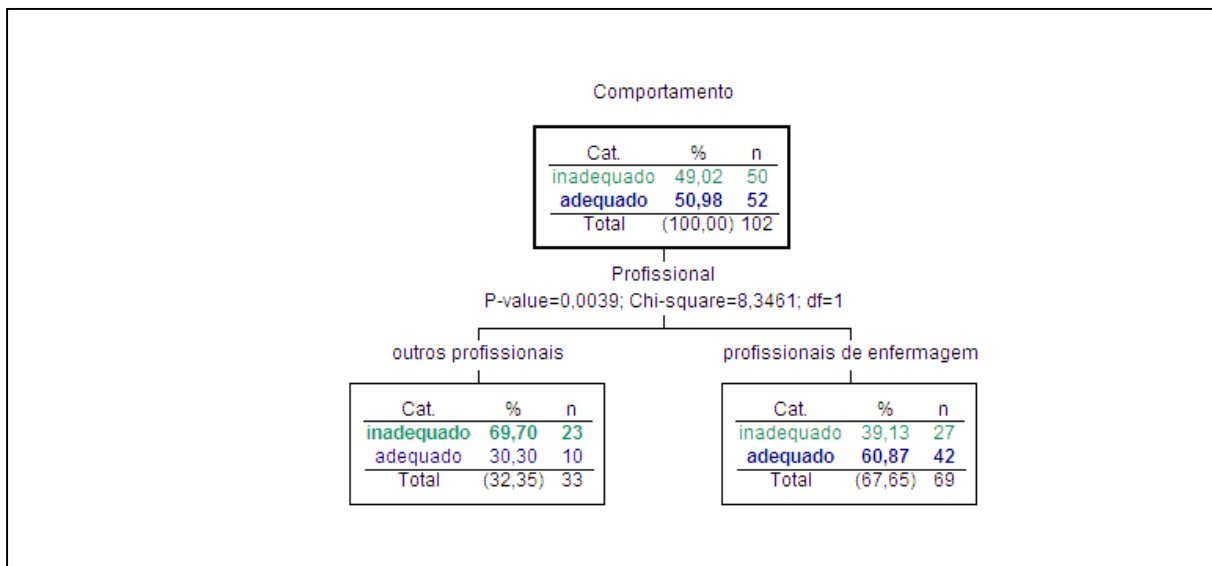 Comportamento
Cat. % n
inadequado 49,02 50
adequado 50,98 52
Total (100,00) 102
Profissional
P-value=0,0039; Chi-square=8,3461; df=1
outros profissionais
Cat. % n
inadequado 69,70 23
adequado 30,30 10
Total (32,35) 33
profissionais de enfermagem
Cat. % n
inadequado 39,13 27
adequado 60,87 42
Total (67,65) 69